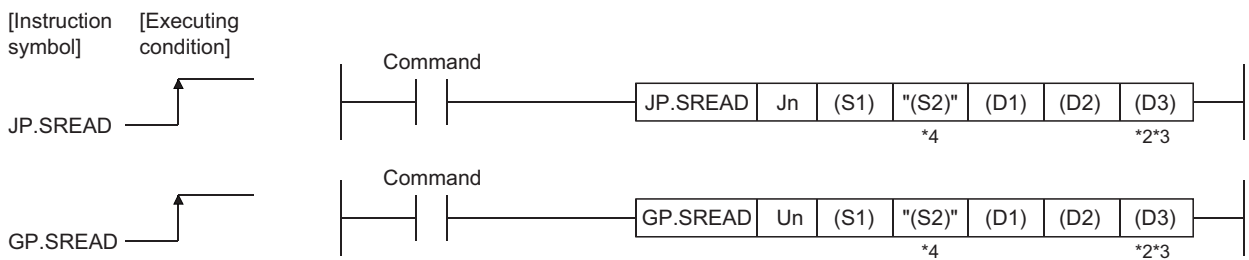 [Instruction symbol] [Executing condition]
Command
JP.SREAD
JP.SREAD Jn (S1) "(S2)" (D1) (D2) (D3)
*4 *2*3
Command
GP.SREAD
GP.SREAD Un (S1) "(S2)" (D1) (D2) (D3)
*4 *2*3